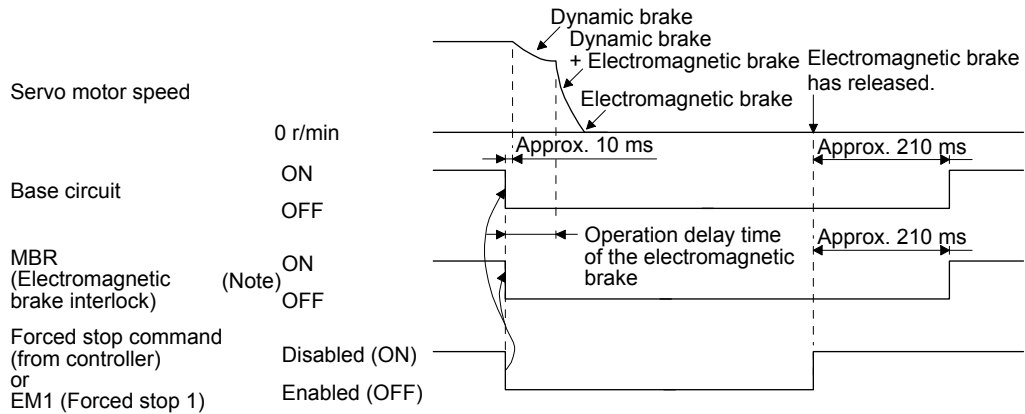 Dynamic brake
Dynamic brake
+ Electromagnetic brake
Electromagnetic brake
has released.
Servo motor speed
Electromagnetic brake
0 r/min
Approx. 10 ms
Approx. 210 ms
Base circuit
ON
OFF
Operation delay time
of the electromagnetic
brake
Approx. 210 ms
MBR
(Electromagnetic
brake interlock)
(Note)
ON
OFF
Forced stop command
(from controller)
or
EM1 (Forced stop 1)
Disabled (ON)
Enabled (OFF)